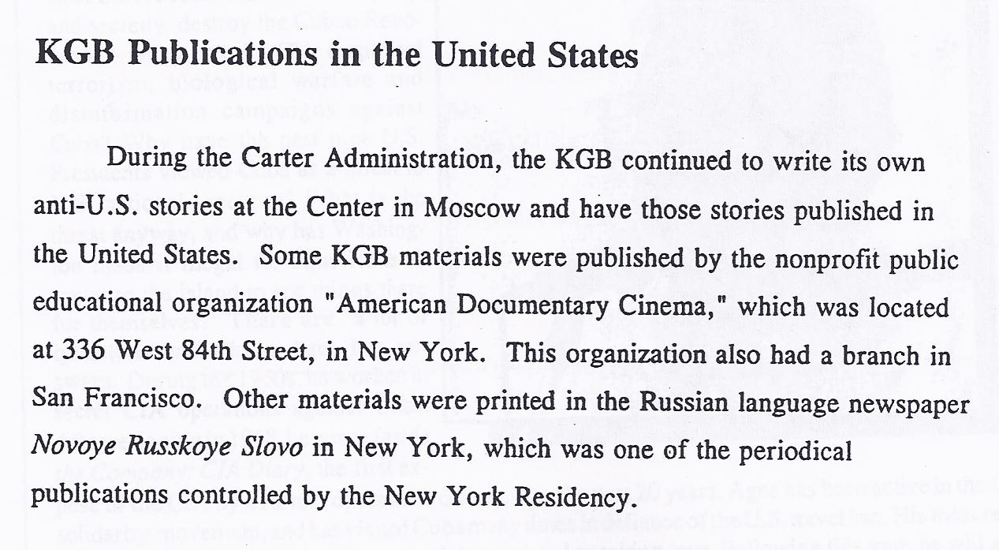 KGB Publications in the United States
During the Carter Administration, the KGB continued to write its own
anti-U.S. stories at the Center in Moscow and have those stories published in
the United States.  Some KGB materials were published by the nonprofit public
educational organization "American Documentary Cinema," which was located
at 336 West 84th Street, in New York.  This organization also had a branch in
San Francisco.  Other materials were printed in the Russian language newspaper
Novoye Russkoye Slovo in New York, which was one of the periodical
publications controlled by the New York Residency.